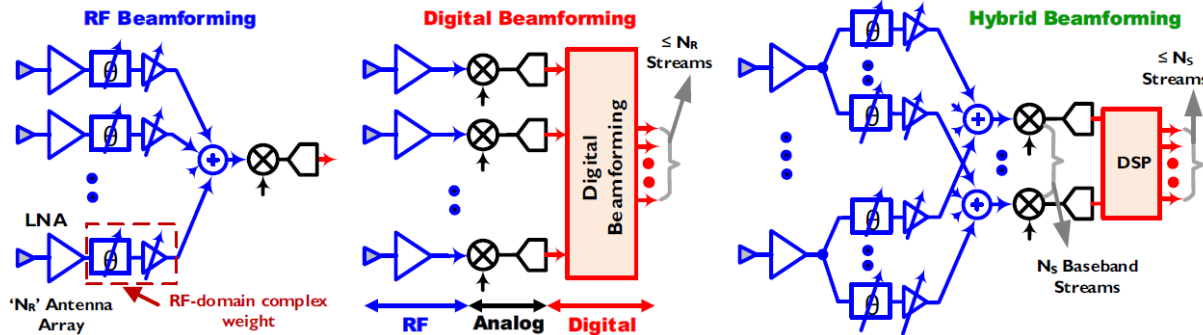 RF Beamforming
θ
θ
LNA
θ
'NR' Antenna
Array
RF-domain complex
weight
Digital Beamforming
≤ NR
Streams
Digital
Beamforming
RF
Analog
Digital
Hybrid Beamforming
θ
θ
θ
θ
≤ NS
Streams
DSP
NS Baseband
Streams